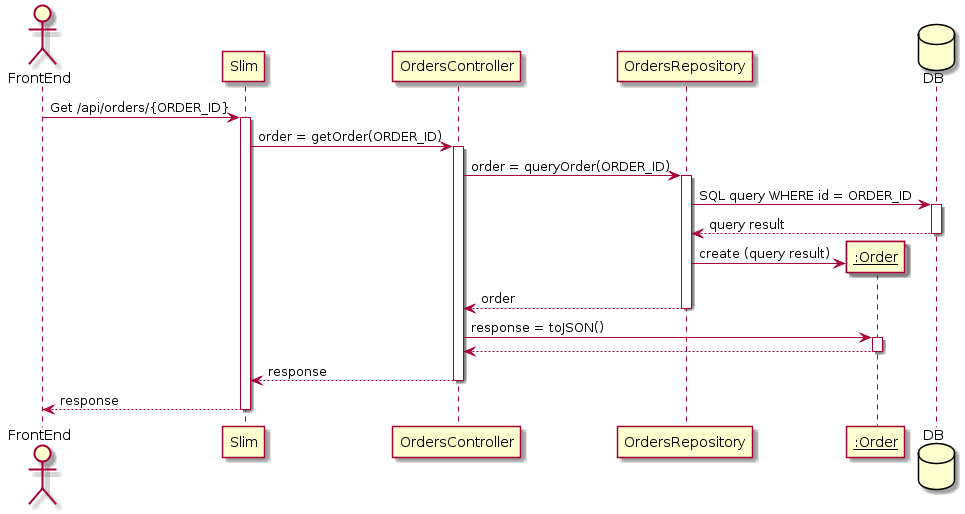 FrontEnd
Slim
OrdersController
OrdersRepository
DB
Get /api/orders/{ORDER_ID}
order = getOrder(ORDER_ID)
order = queryOrder(ORDER_ID)
SQL query WHERE id = ORDER_ID
query result
create (query result)
:Order
order
response = toJSON()
response
response
FrontEnd
Slim
OrdersController
OrdersRepository
:Order
DB